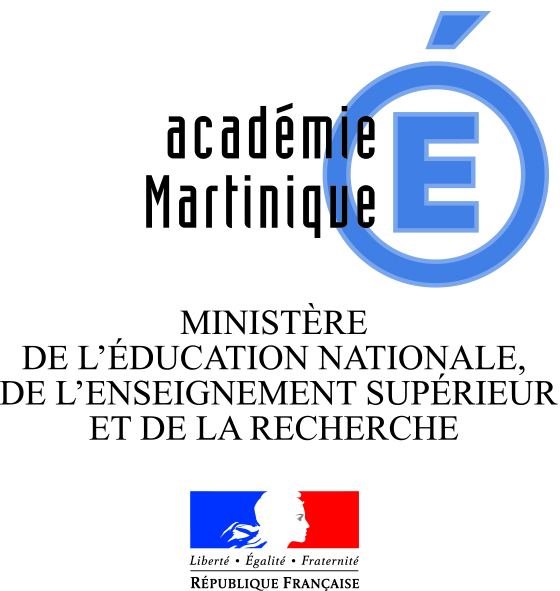 académie
Martinique
É
MINISTÈRE
DE L’ÉDUCATION NATIONALE,
DE L’ENSEIGNEMENT SUPÉRIEUR
ET DE LA RECHERCHE
Liberté • Égalité • Fraternité
RÉPUBLIQUE FRANÇAISE